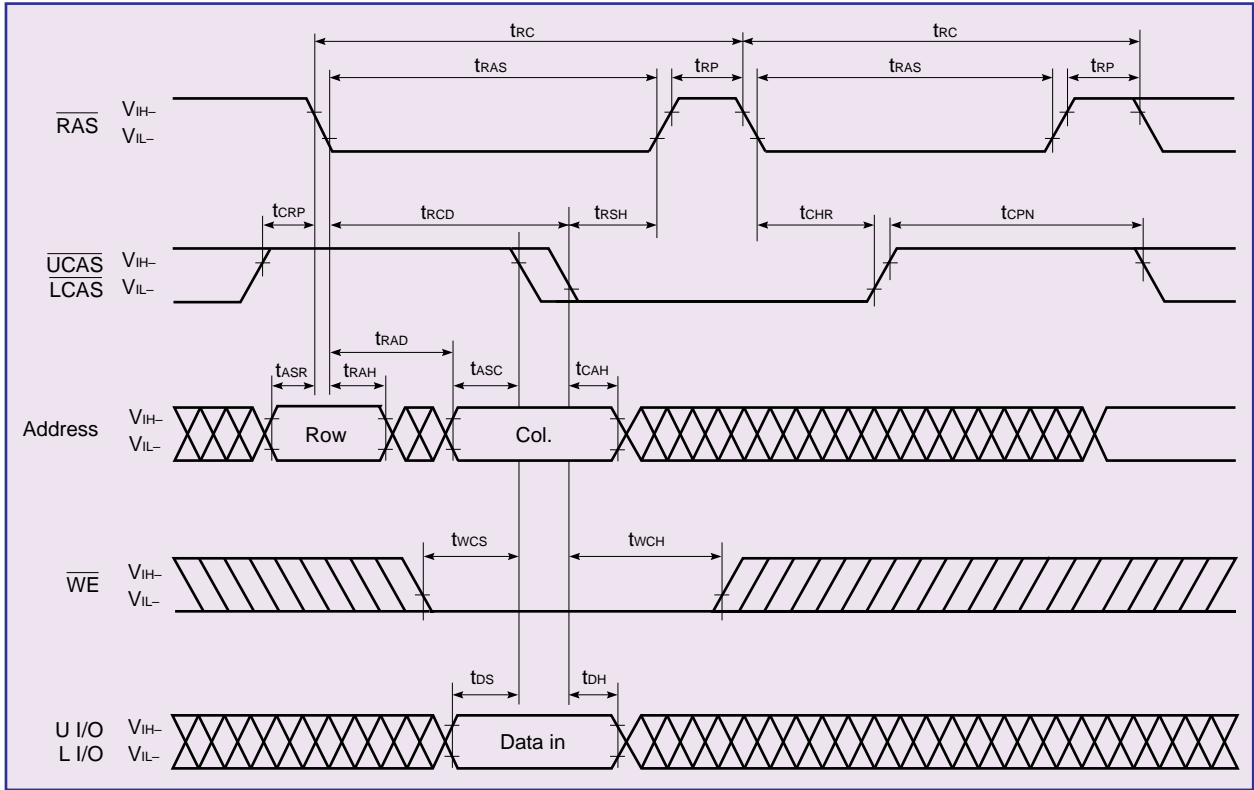 tRC tRC
tRAS tRP tRAS tRP
RAS VIH– VIL–
tCRP tRCD tRSH tCHR tCPN
UCAS VIH–
LCAS VIL–
tRAD
tASR tRAH tASC tCAH
Address VIH– VIL– Row Col.
tWCS tWCH
WE VIH– VIL–
tDS tDH
U I/O VIH–
L I/O VIL– Data in